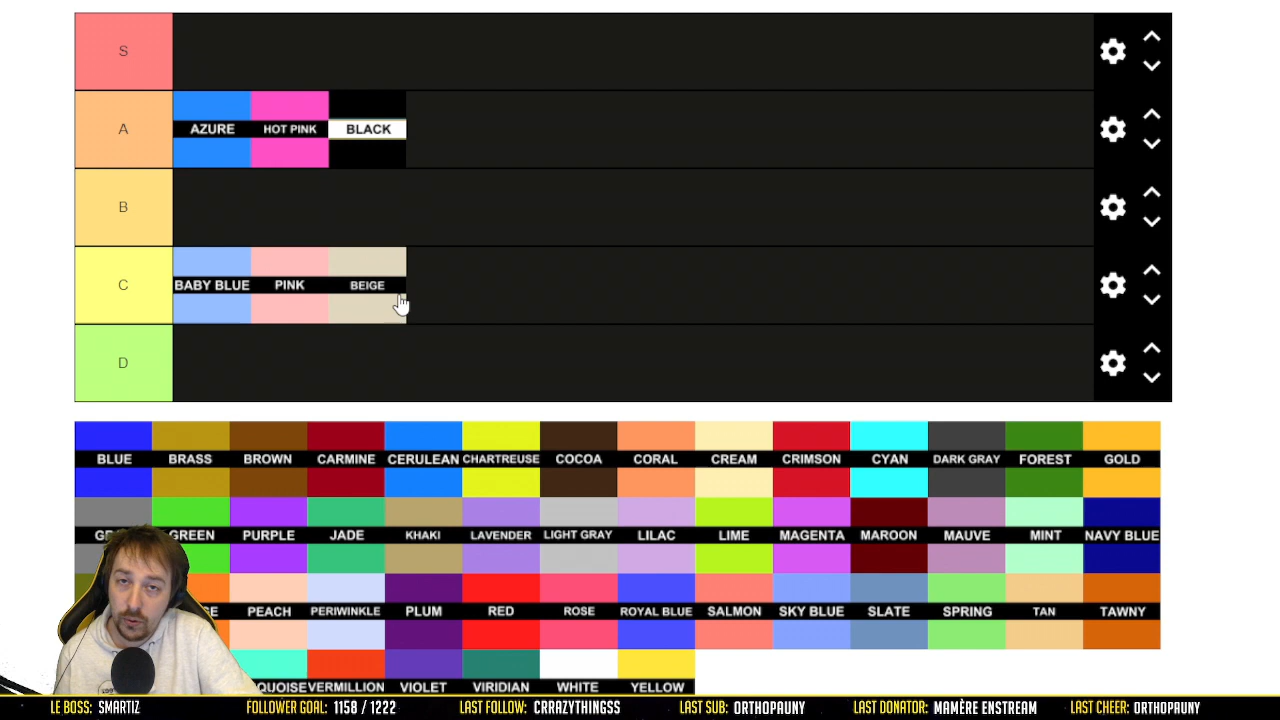 S
A
AZURE HOT PINK BLACK
B
C
BABY BLUE PINK BEIGE
D
BLUE BRASS BROWN CARMINE CERULEAN CHARTREUSE COCOA CORAL CREAM CRIMSON CYAN DARK GRAY FOREST GOLD
GREEN PURPLE JADE KHAKI LAVENDER LIGHT GRAY LILAC LIME MAGENTA MAROON MAUVE MINT NAVY BLUE
PEACH PERIWINKLE PLUM RED ROSE ROYAL BLUE SALMON SKY BLUE SLATE SPRING TAN TAWNY
QUOISE VERMILLION VIOLET VIRIDIAN WHITE YELLOW
LE BOSS: SMARTIZ FOLLOWER GOAL: 1158 / 1222 LAST FOLLOW: CRRAZYTHINGSS LAST SUB: ORTHOPAUNY LAST DONATOR: MAMÈRE ENSTREAM LAST CHEER: ORTHOPAUNY